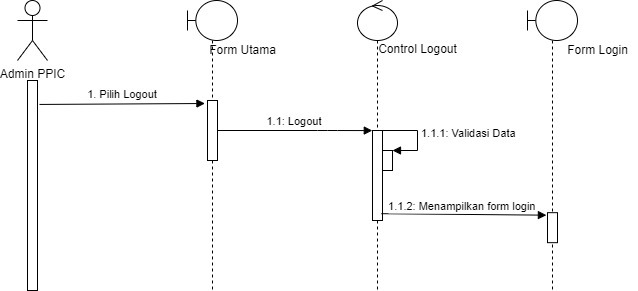 Form Utama
Control Logout
Form Login
Admin PPIC
1. Pilih Logout
1.1: Logout
1.1.1: Validasi Data
1.1.2: Menampilkan form login